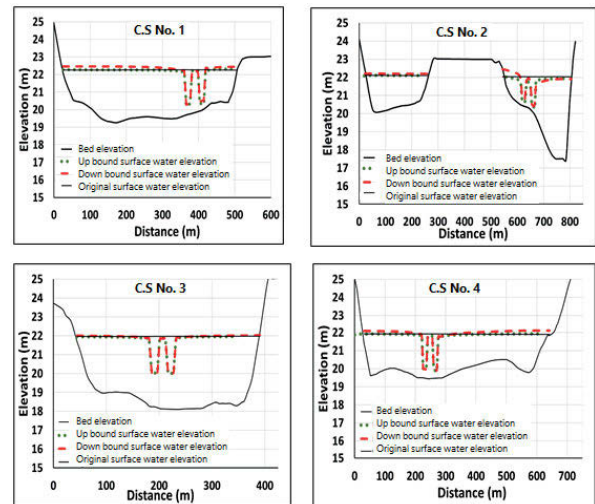 C.S No. 1
Elevation (m)
25
24
23
22
21
20
19
18
17
16
15
Bed elevation
Up bound surface water elevation
Down bound surface water elevation
Original surface water elevation
0 100 200 300 400 500 600
Distance (m)
C.S No. 2
Elevation (m)
25
24
23
22
21
20
19
18
17
16
15
Bed elevation
Up bound surface water elevation
Down bound surface water elevation
Original surface water elevation
0 100 200 300 400 500 600 700 800
Distance (m)
C.S No. 3
Elevation (m)
25
24
23
22
21
20
19
18
17
16
15
Bed elevation
Up bound surface water elevation
Down bound surface water elevation
Original surface water elevation
0 100 200 300 400
Distance (m)
C.S No. 4
Elevation (m)
25
24
23
22
21
20
19
18
17
16
15
Bed elevation
Up bound surface water elevation
Down bound surface water elevation
Original surface water elevation
0 100 200 300 400 500 600 700
Distance (m)